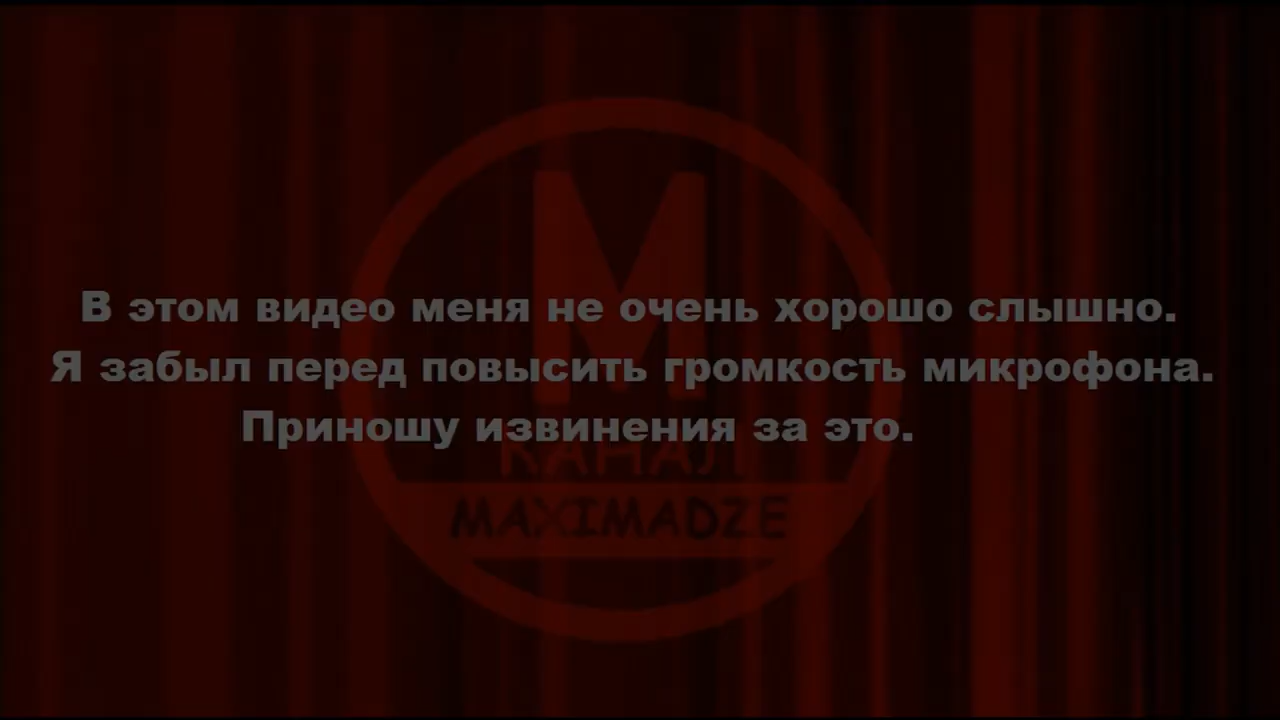 В этом видео меня не очень хорошо слышно.
Я забыл перед повысить громкость микрофона.
Приношу извинения за это.
М
КАНАЛ
MAXIMADZE